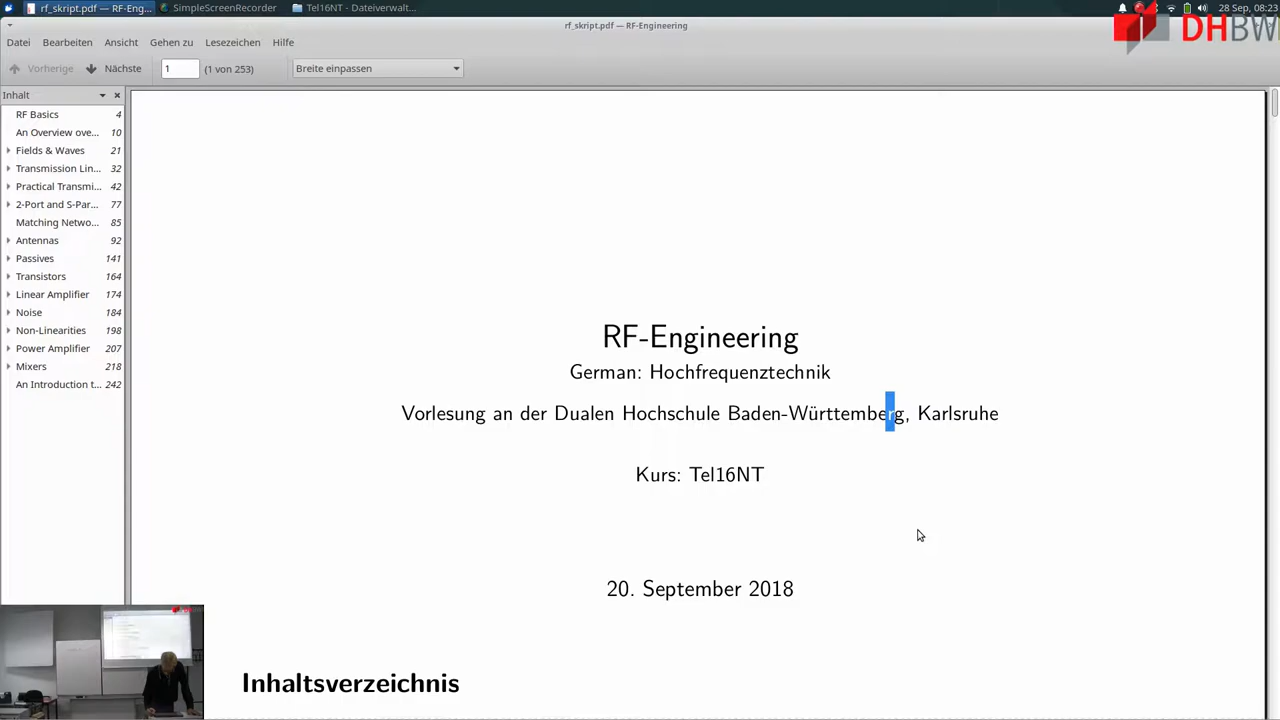 rf_skript.pdf — RF-Eng...
SimpleScreenRecorder
Tel16NT - Dateiverwalt...
28 Sep, 08:23
rf_skript.pdf — RF-Engineering
DHBW
Datei Bearbeiten Ansicht Gehen zu Lesezeichen Hilfe
Vorherige Nächste 1 (1 von 253) Breite einpassen
Inhalt
RF Basics 4
An Overview ove... 10
Fields & Waves 21
Transmission Lin... 32
Practical Transmi... 42
2-Port and S-Par... 77
Matching Netwo... 85
Antennas 92
Passives 141
Transistors 164
Linear Amplifier 174
Noise 184
Non-Linearities 198
Power Amplifier 207
Mixers 218
An Introduction t... 242
RF-Engineering
German: Hochfrequenztechnik
Vorlesung an der Dualen Hochschule Baden-Württemberg, Karlsruhe
Kurs: Tel16NT
20. September 2018
Inhaltsverzeichnis